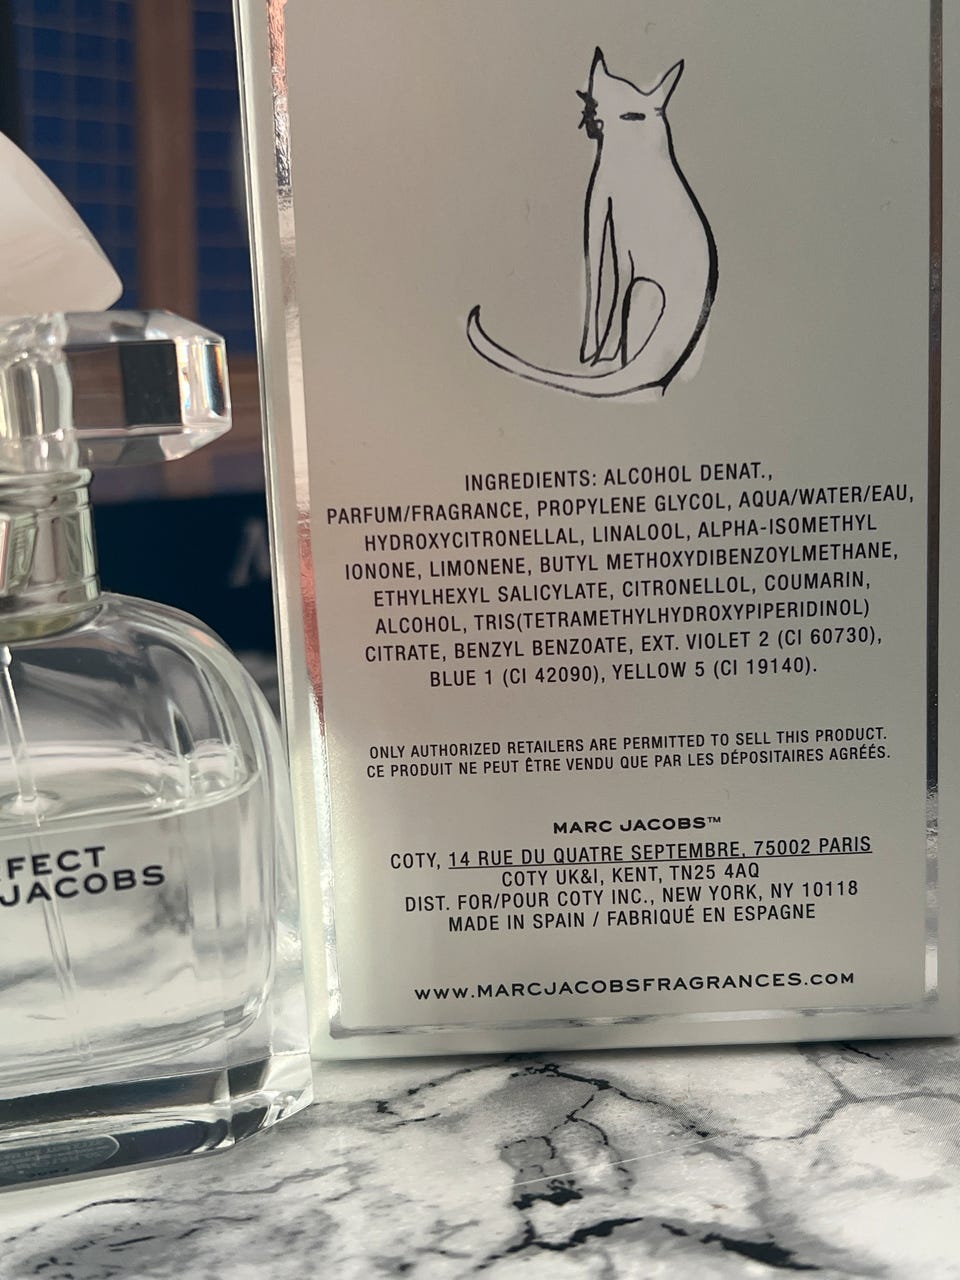 INGREDIENTS: ALCOHOL DENAT.,
PARFUM/FRAGRANCE, PROPYLENE GLYCOL, AQUA/WATER/EAU,
HYDROXYCITRONELLAL, LINALOOL, ALPHA-ISOMETHYL
IONONE, LIMONENE, BUTYL METHOXYDIBENZOYLMETHANE,
ETHYLHEXYL SALICYLATE, CITRONELLOL, COUMARIN,
ALCOHOL, TRIS(TETRAMETHYLHYDROXYPIPERIDINOL)
CITRATE, BENZYL BENZOATE, EXT. VIOLET 2 (CI 60730),
BLUE 1 (CI 42090), YELLOW 5 (CI 19140).
ONLY AUTHORIZED RETAILERS ARE PERMITTED TO SELL THIS PRODUCT.
CE PRODUIT NE PEUT ÊTRE VENDU QUE PAR LES DÉPOSITAIRES AGRÉÉS.
MARC JACOBS™
COTY, 14 RUE DU QUATRE SEPTEMBRE, 75002 PARIS
COTY UK&I, KENT, TN25 4AQ
DIST. FOR/POUR COTY INC., NEW YORK, NY 10118
MADE IN SPAIN / FABRIQUÉ EN ESPAGNE
WWW.MARCJACOBSFRAGRANCES.COM
FECT
JACOBS